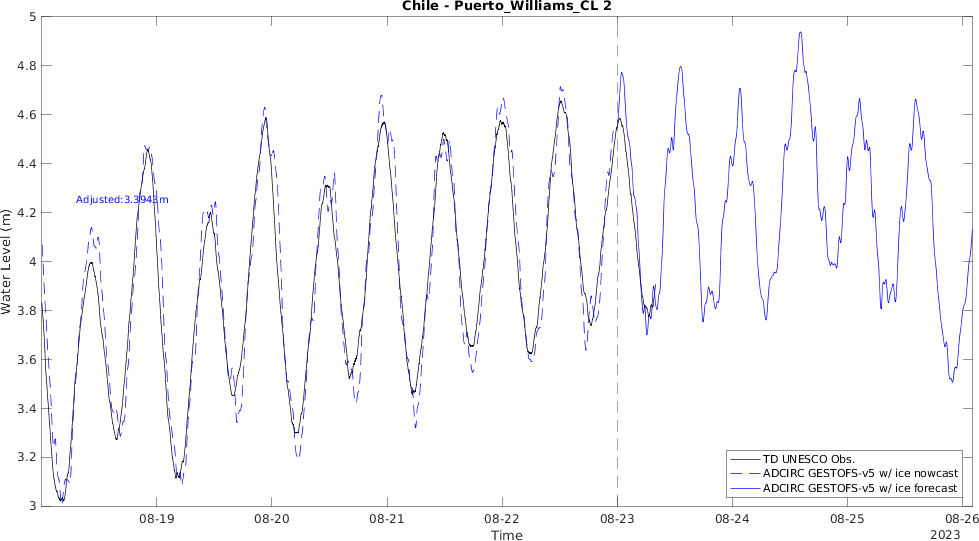 Chile - Puerto_Williams_CL 2
5
4.8
4.6
4.4
4.2
4
3.8
3.6
3.4
3.2
3
Water Level (m)
Adjusted:3.3943m
TD UNESCO Obs.
ADCIRC GESTOFS-v5 w/ ice nowcast
ADCIRC GESTOFS-v5 w/ ice forecast
08-19 08-20 08-21 08-22 08-23 08-24 08-25 08-26
Time
2023